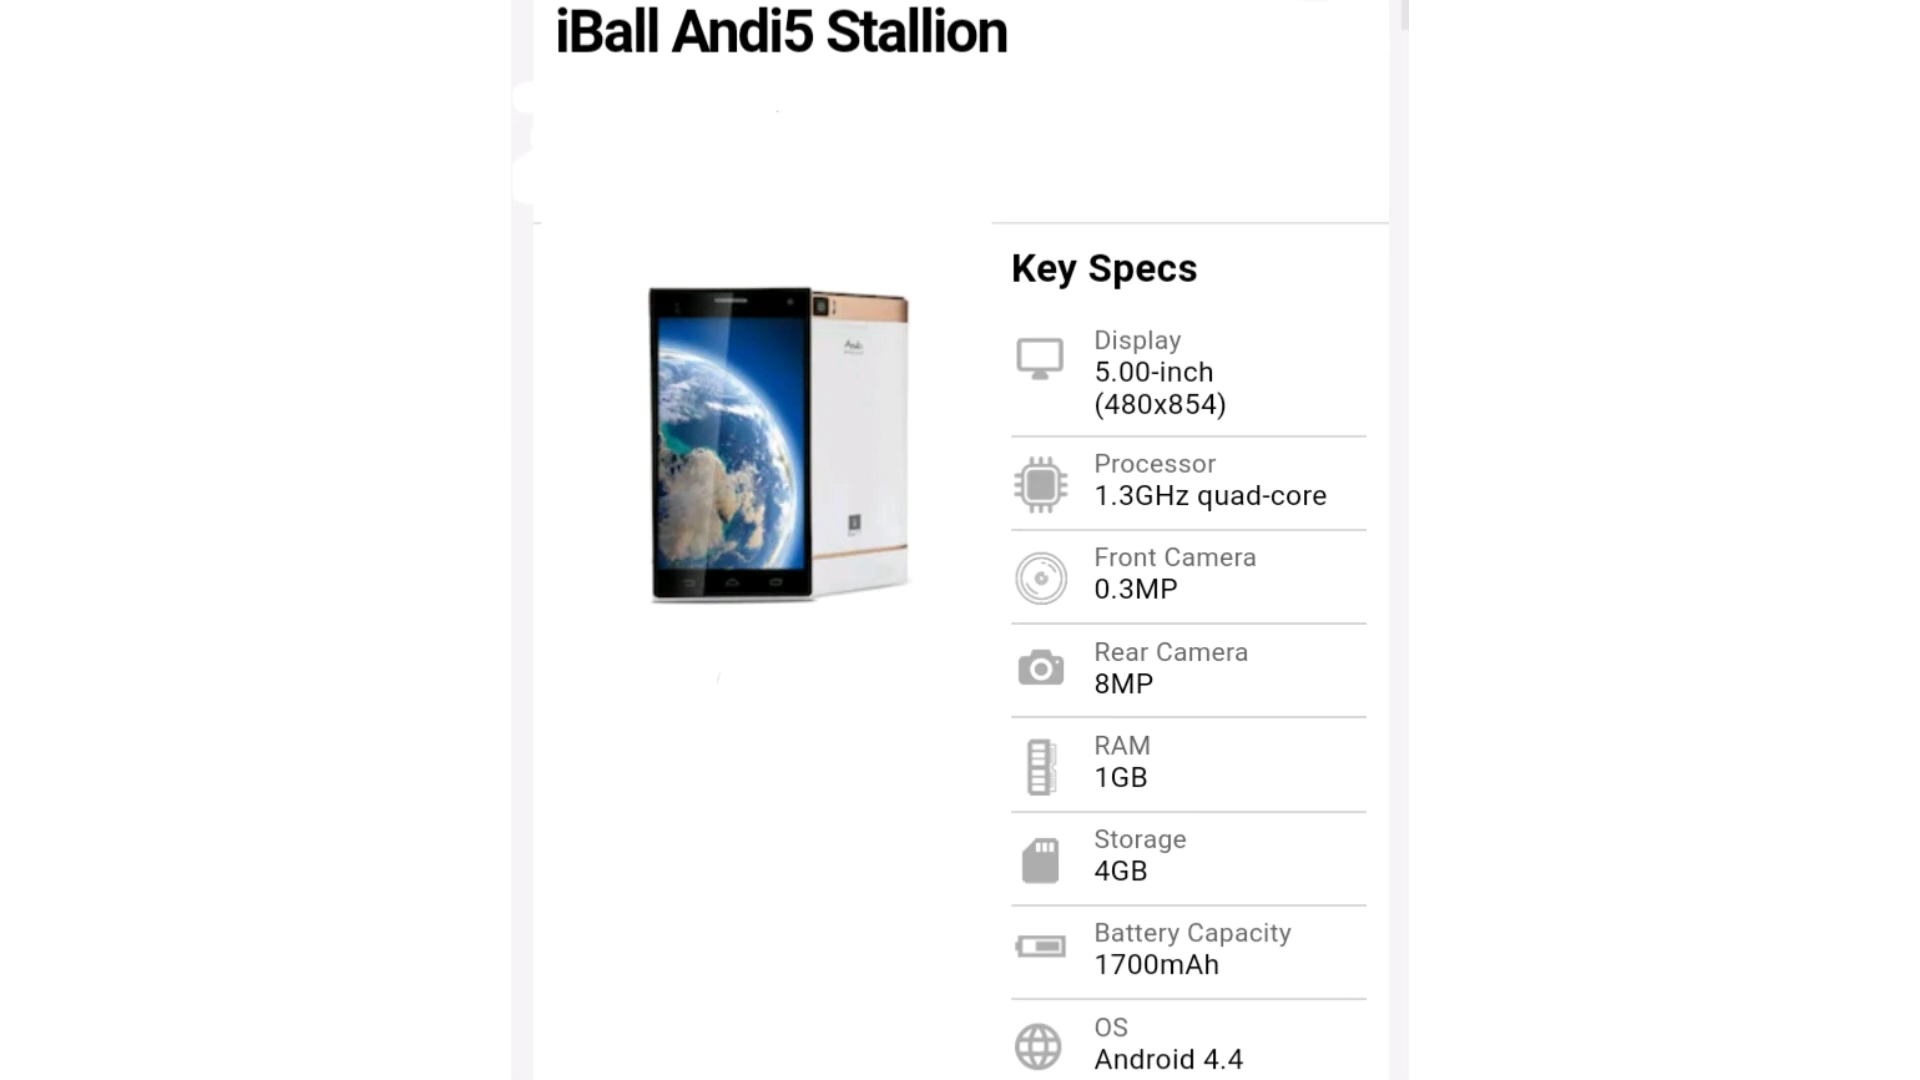 iBall Andi5 Stallion
Key Specs
Display
5.00-inch
(480x854)
Processor
1.3GHz quad-core
Front Camera
0.3MP
Rear Camera
8MP
RAM
1GB
Storage
4GB
Battery Capacity
1700mAh
OS
Android 4.4